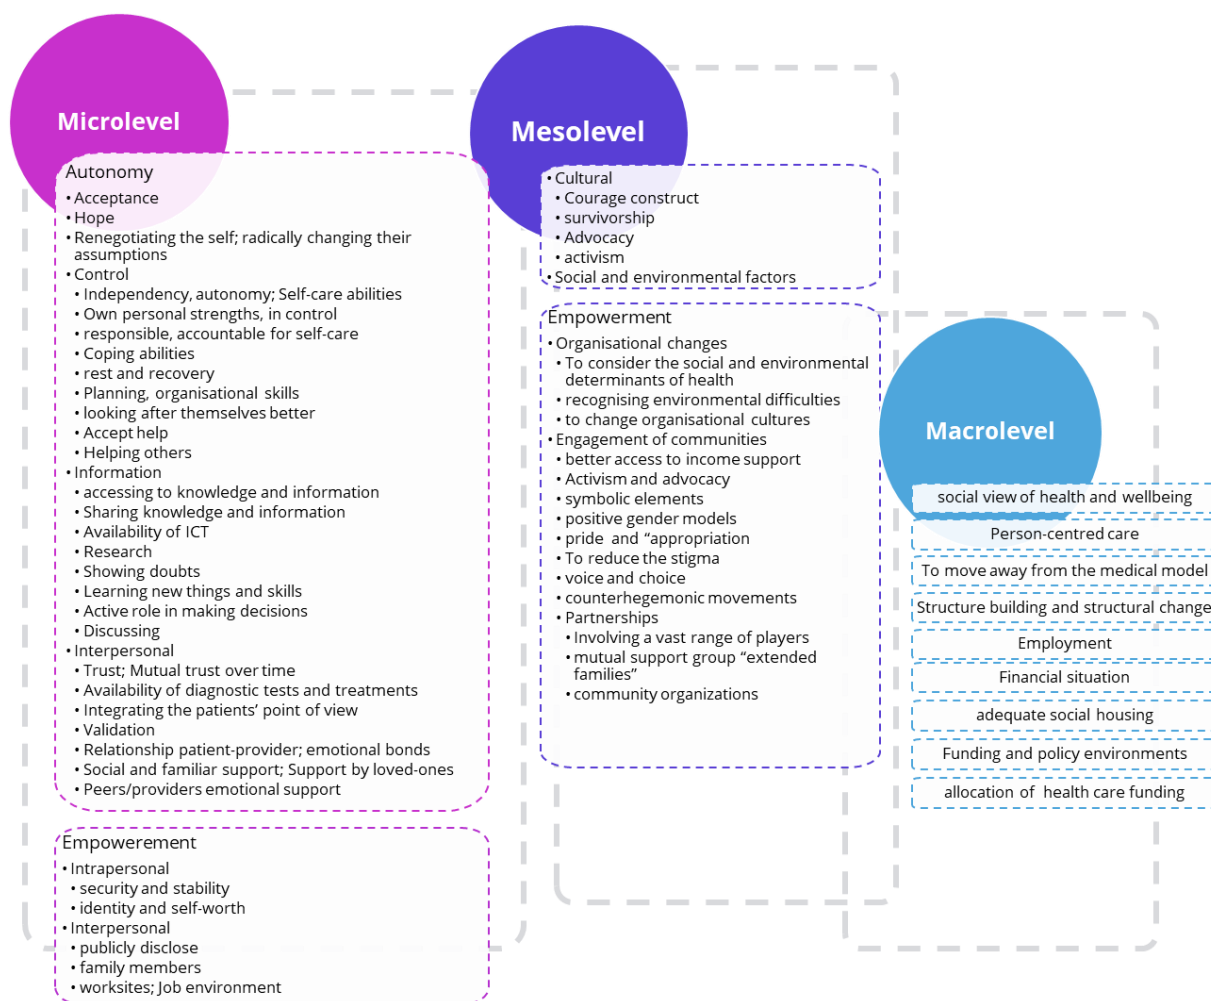 Microlevel
Autonomy
• Acceptance
• Hope
• Renegotiating the self; radically changing their
assumptions
• Control
• Independency, autonomy; Self-care abilities
• Own personal strengths, in control
• responsible, accountable for self-care
• Coping abilities
• rest and recovery
• Planning, organisational skills
• looking after themselves better
• Accept help
• Helping others
• Information
• accessing to knowledge and information
• Sharing knowledge and information
• Availability of ICT
• Research
• Showing doubts
• Learning new things and skills
• Active role in making decisions
• Discussing
• Interpersonal
• Trust; Mutual trust over time
• Availability of diagnostic tests and treatments
• Integrating the patients’ point of view
• Validation
• Relationship patient-provider; emotional bonds
• Social and familiar support; Support by loved-ones
• Peers/providers emotional support
Empowerement
• Intrapersonal
• security and stability
• identity and self-worth
• Interpersonal
• publicly disclose
• family members
• worksites; Job environment
Mesolevel
• Cultural
• Courage construct
• survivorship
• Advocacy
• activism
• Social and environmental factors
Empowerment
• Organisational changes
• To consider the social and environmental
determinants of health
• recognising environmental difficulties
• to change organisational cultures
• Engagement of communities
• better access to income support
• Activism and advocacy
• symbolic elements
• positive gender models
• pride and “appropriation
• To reduce the stigma
• voice and choice
• counterhegemonic movements
• Partnerships
• Involving a vast range of players
• mutual support group “extended
families”
• community organizations
Macrolevel
social view of health and wellbeing
Person-centred care
To move away from the medical model
Structure building and structural change
Employment
Financial situation
adequate social housing
Funding and policy environments
allocation of health care funding